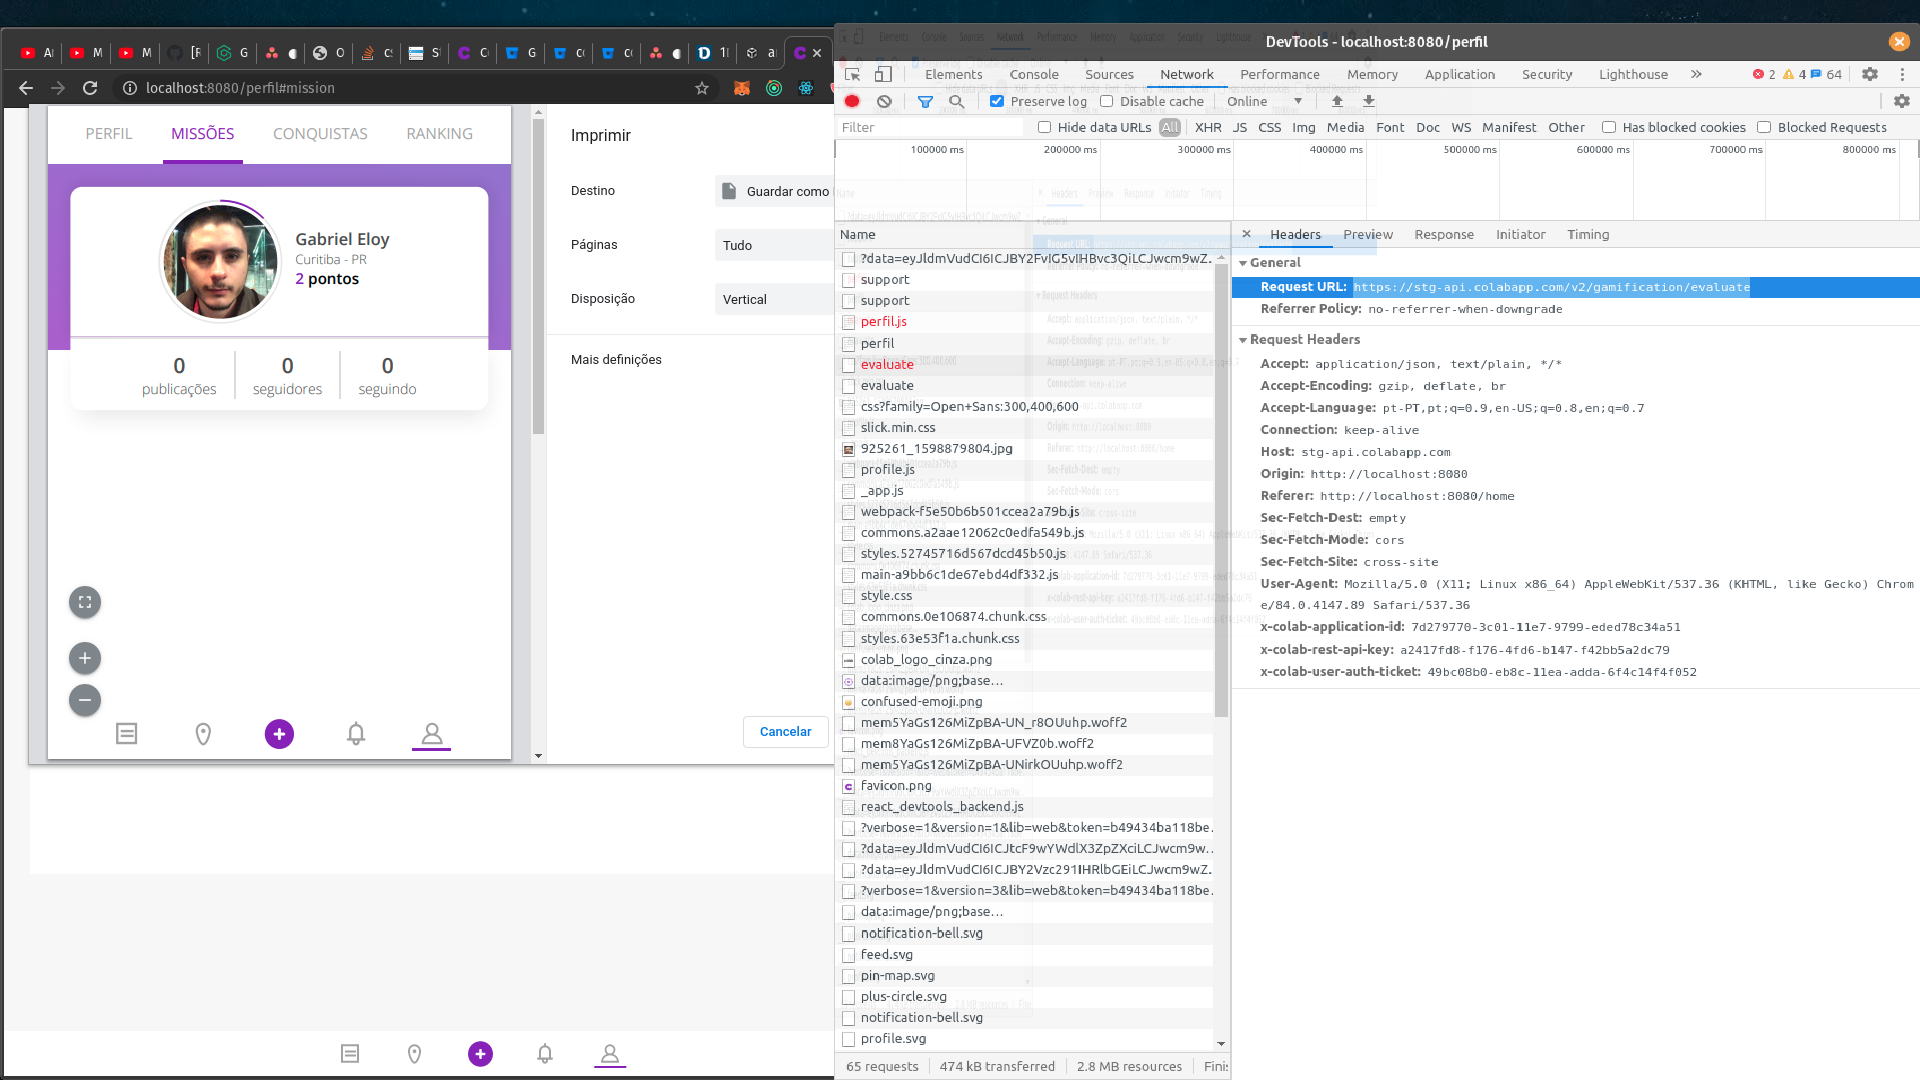 DevTools - localhost:8080/perfil
localhost:8080/perfil#mission
PERFIL
MISSÕES
CONQUISTAS
RANKING
Gabriel Eloy
Curitiba - PR
2 pontos
0
publicações
0
seguidores
0
seguindo
Imprimir
Destino
Guardar como
Páginas
Tudo
Disposição
Vertical
Mais definições
Cancelar
Elements Console Sources Network Performance Memory Application Security Lighthouse 2 4 64
Preserve log Disable cache Online
Filter
Hide data URLs All XHR JS CSS Img Media Font Doc WS Manifest Other Has blocked cookies Blocked Requests
100000 ms 200000 ms 300000 ms 400000 ms 500000 ms 600000 ms 700000 ms 800000 ms
Name
?data=eyJldmVudCI6ICJBY2FvIG5vIHBvc3QiLCJwcm9wZ...
support
support
perfil.js
perfil
evaluate
evaluate
css?family=Open+Sans:300,400,600
slick.min.css
925261_1598879804.jpg
profile.js
_app.js
webpack-f5e50b6b501ccea2a79b.js
commons.a2aae12062c0edfa549b.js
styles.52745716d567dcd45b50.js
main-a9bb6c1de67ebd4df332.js
style.css
commons.0e106874.chunk.css
styles.63e53f1a.chunk.css
colab_logo_cinza.png
data:image/png;base...
confused-emoji.png
mem5YaGs126MiZpBA-UN_r8OUuhp.woff2
mem8YaGs126MiZpBA-UFVZ0b.woff2
mem5YaGs126MiZpBA-UNirkOUuhp.woff2
favicon.png
react_devtools_backend.js
?verbose=1&version=1&lib=web&token=b49434ba118be...
?data=eyJldmVudCI6ICJtcF9wYWdlX3ZpZXciLCJwcm9w...
?data=eyJldmVudCI6ICJBY2Vzc291IHRlbGEiLCJwcm9wZ...
?verbose=1&version=3&lib=web&token=b49434ba118be...
data:image/png;base...
notification-bell.svg
feed.svg
pin-map.svg
plus-circle.svg
notification-bell.svg
profile.svg
65 requests 474 kB transferred 2.8 MB resources
Headers Preview Response Initiator Timing
General
Request URL: https://stg-api.colabapp.com/v2/gamification/evaluate
Referrer Policy: no-referrer-when-downgrade
Request Headers
Accept: application/json, text/plain, */*
Accept-Encoding: gzip, deflate, br
Accept-Language: pt-PT,pt;q=0.9,en-US;q=0.8,en;q=0.7
Connection: keep-alive
Host: stg-api.colabapp.com
Origin: http://localhost:8080
Referer: http://localhost:8080/home
Sec-Fetch-Dest: empty
Sec-Fetch-Mode: cors
Sec-Fetch-Site: cross-site
User-Agent: Mozilla/5.0 (X11; Linux x86_64) AppleWebKit/537.36 (KHTML, like Gecko) Chrom
e/84.0.4147.89 Safari/537.36
x-colab-application-id: 7d279770-3c01-11e7-9799-eded78c34a51
x-colab-rest-api-key: a2417fd8-f176-4fd6-b147-f42bb5a2dc79
x-colab-user-auth-ticket: 49bc08b0-eb8c-11ea-adda-6f4c14f4f052